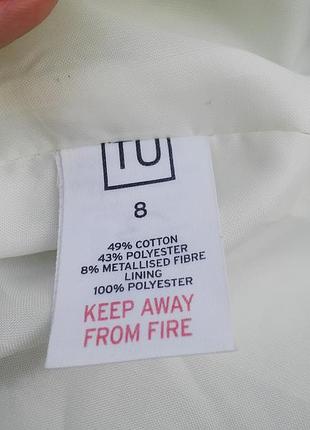 TU
8
49% COTTON
43% POLYESTER
8% METALLISED FIBRE
LINING
100% POLYESTER
KEEP AWAY
FROM FIRE